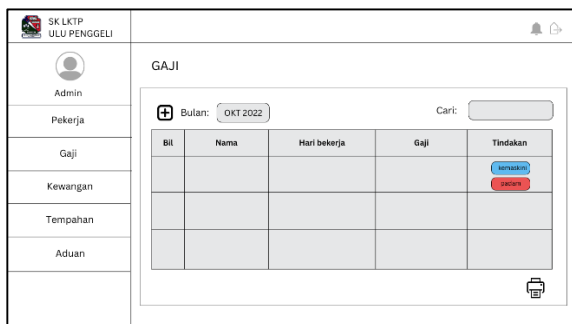 SK LKTP
ULU PENGGELI
Admin
Pekerja
Gaji
Kewangan
Tempahan
Aduan
GAJI
Bulan: OKT 2022 Cari:
Bil Nama Hari bekerja Gaji Tindakan
kemaskini
padam